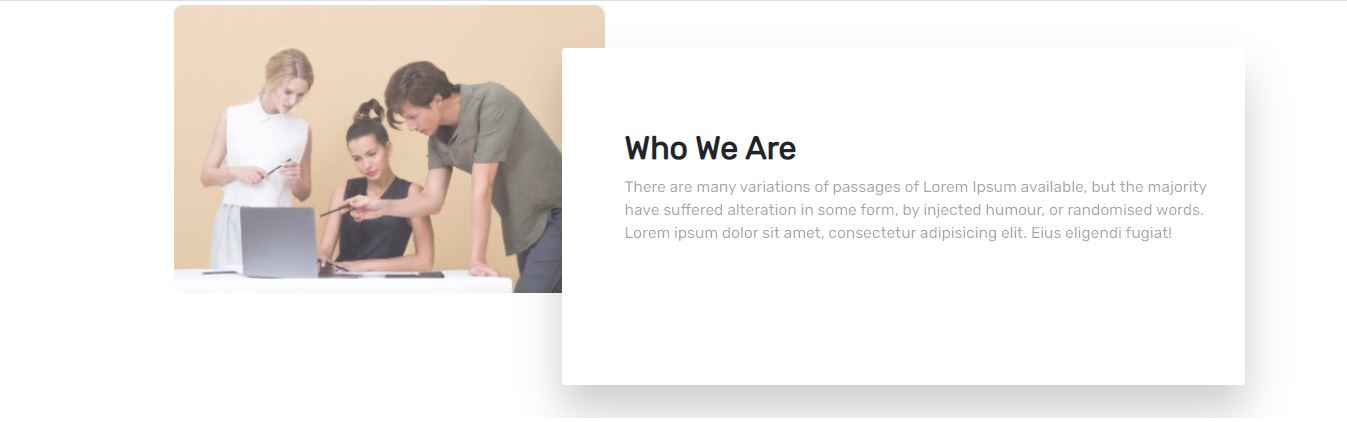 Who We Are
There are many variations of passages of Lorem Ipsum available, but the majority
have suffered alteration in some form, by injected humour, or randomised words.
Lorem ipsum dolor sit amet, consectetur adipisicing elit. Eius eligendi fugiat!